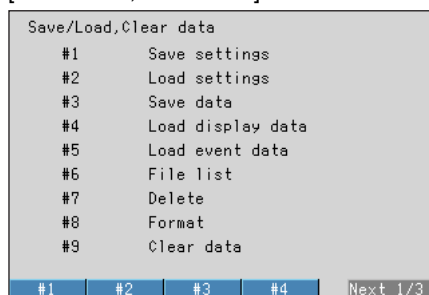 Save/Load,Clear data
#1 Save settings
#2 Load settings
#3 Save data
#4 Load display data
#5 Load event data
#6 File list
#7 Delete
#8 Format
#9 Clear data
#1 #2 #3 #4 Next 1/3